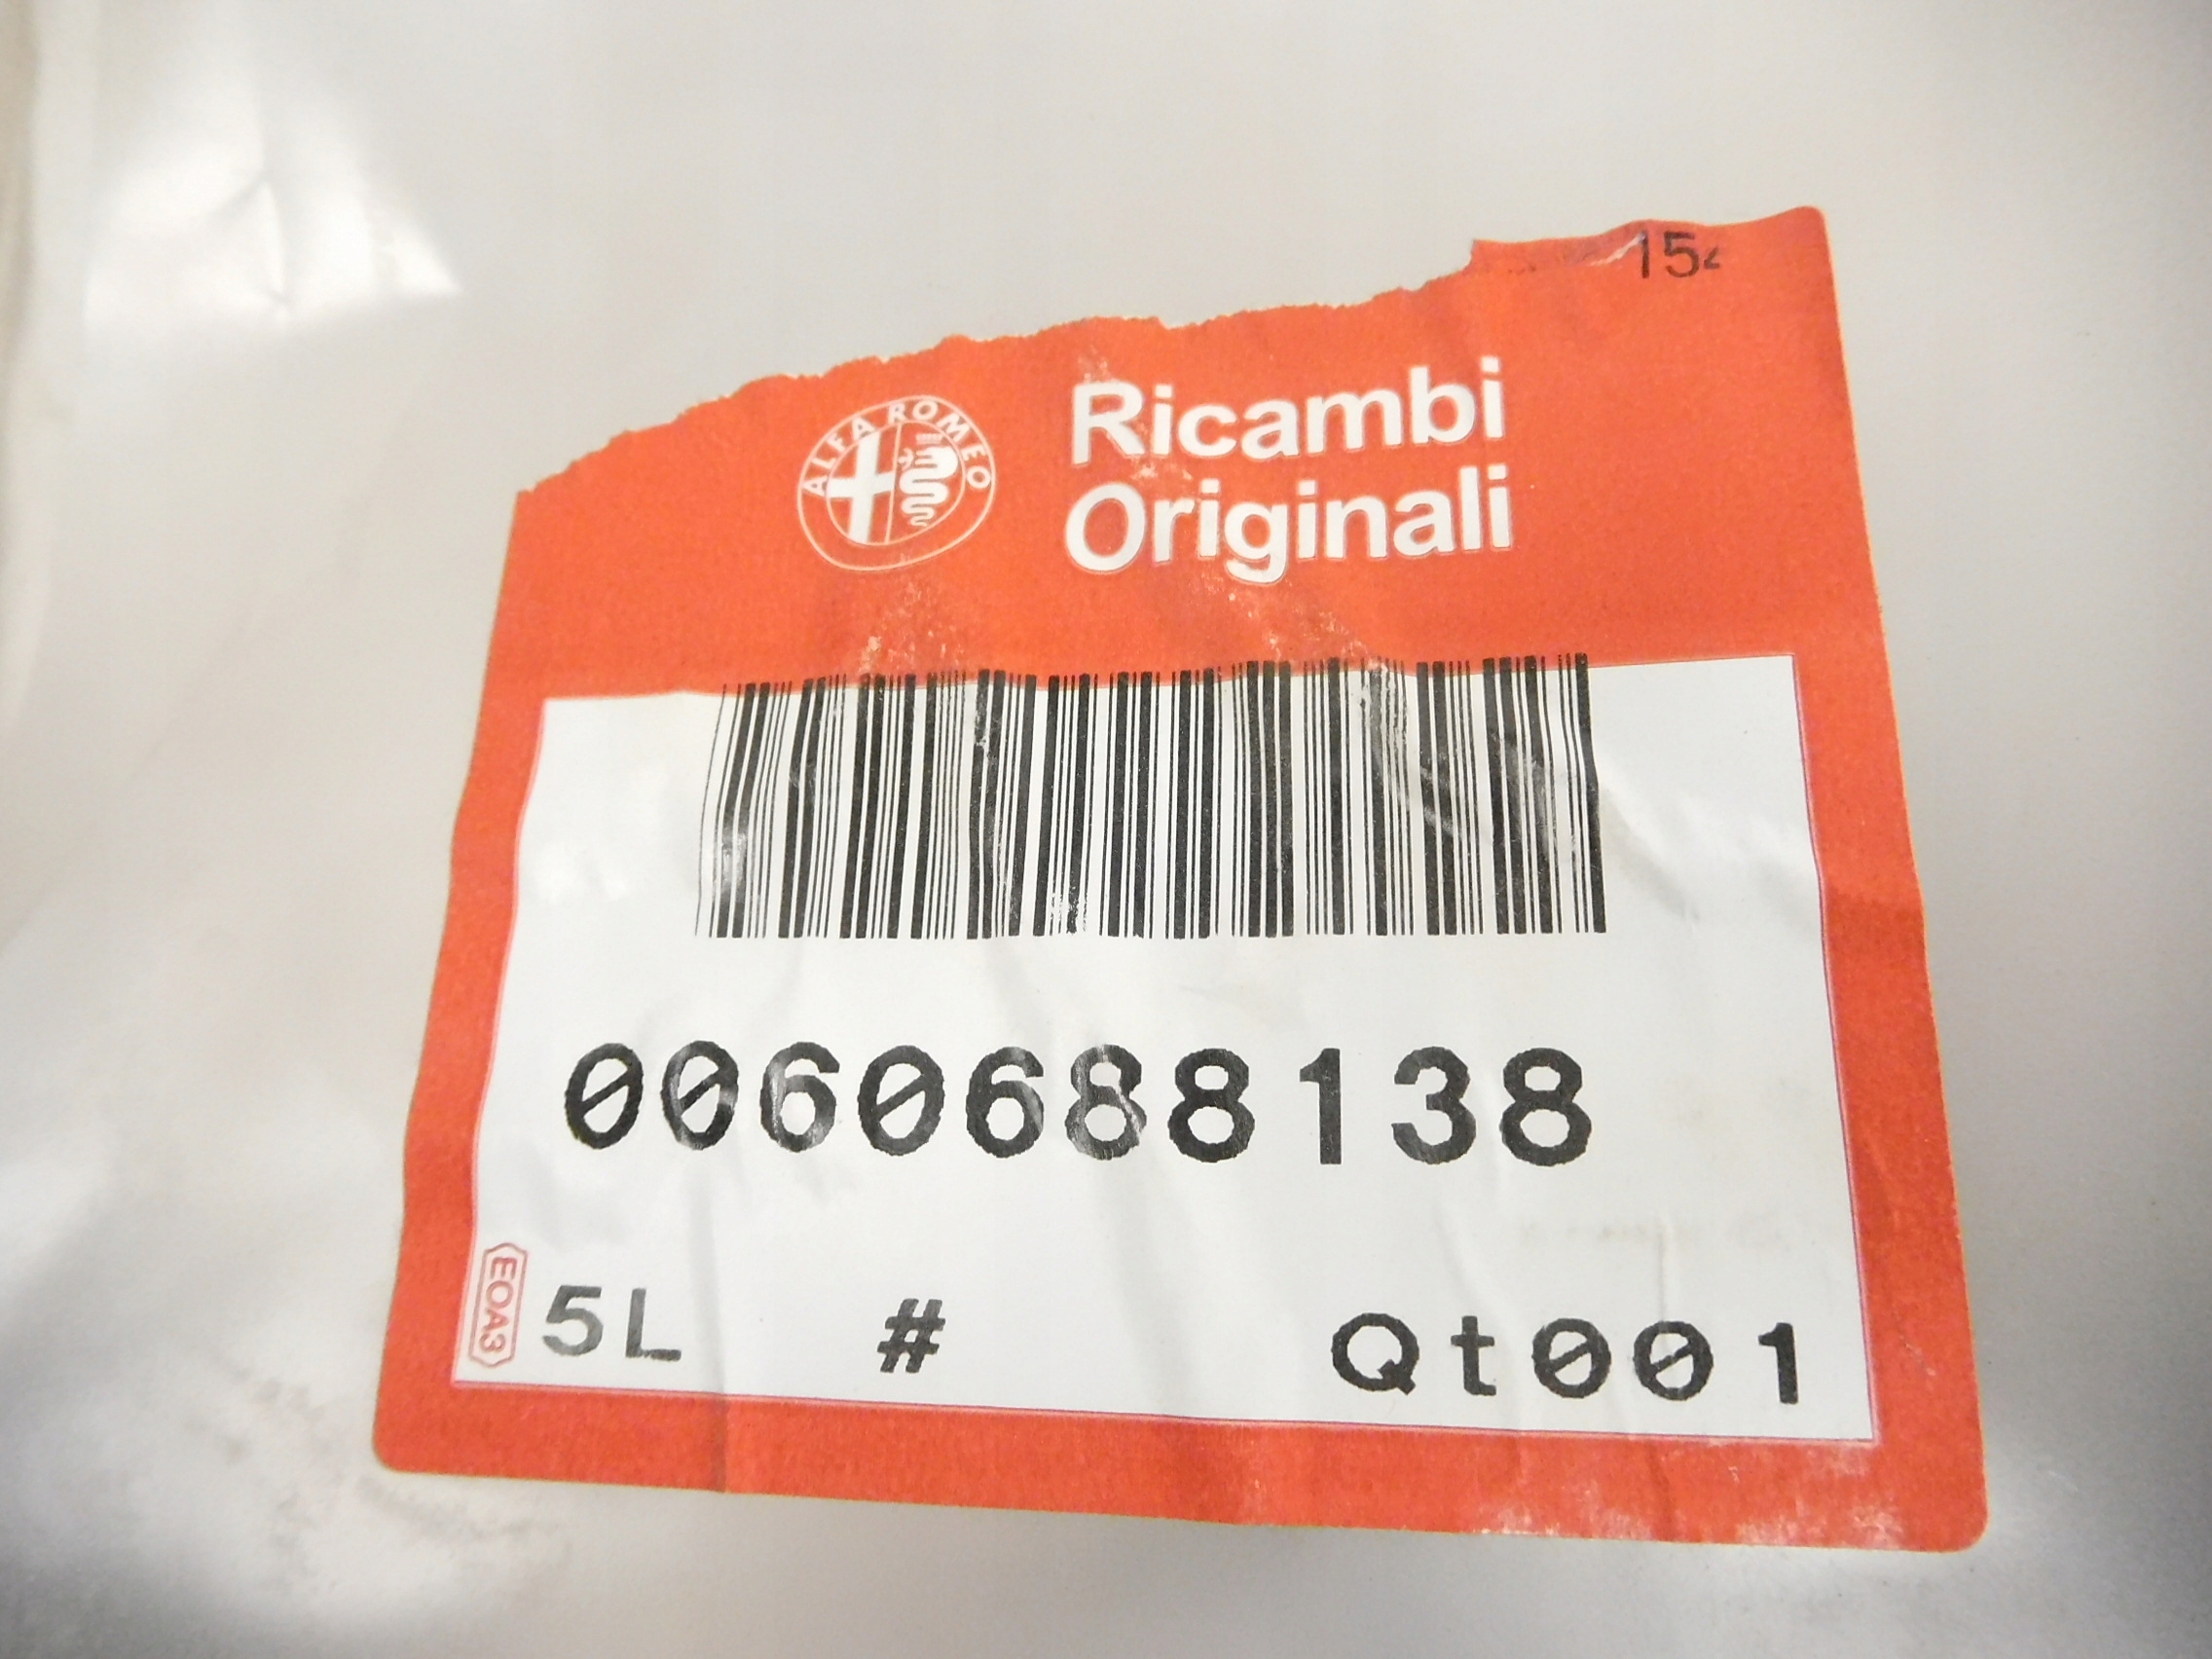 15
ALFA ROMEO
Ricambi
Originali
0060688138
EOA3
5L # Qt001